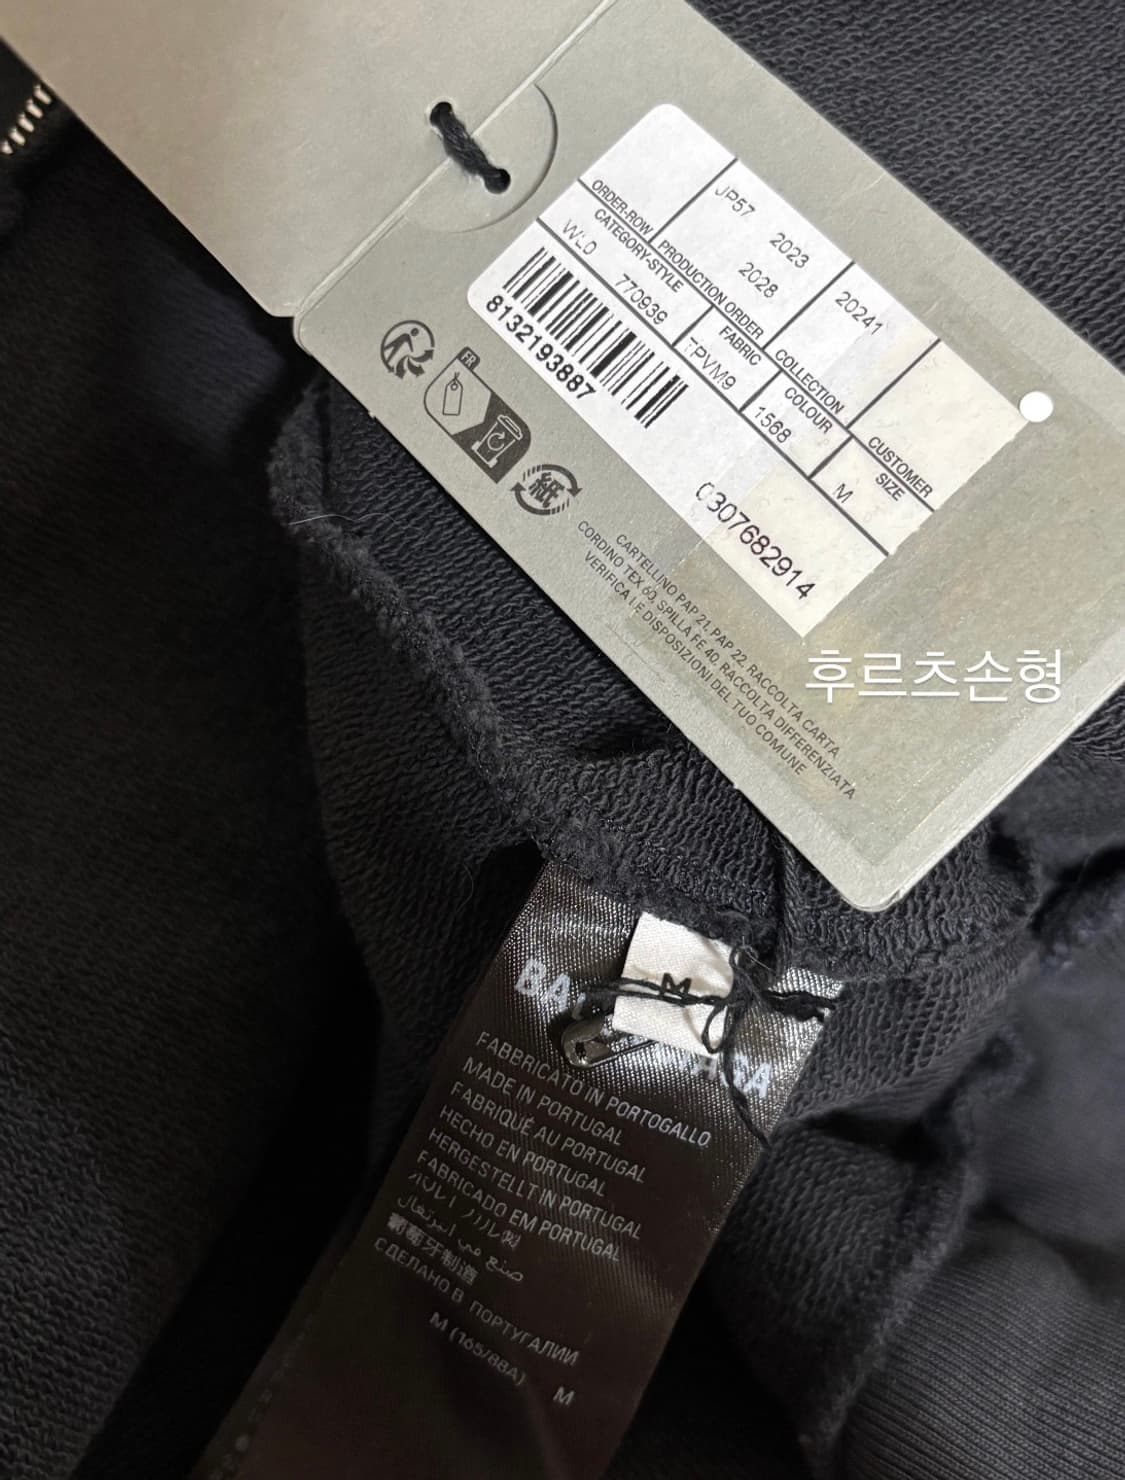 JP57 2023 20241
2028
ORDER-ROW PRODUCTION ORDER COLLECTION CUSTOMER
CATEGORY-STYLE FABRIC COLOUR SIZE
WL0 770939 TPVM9 1568 M
8132193887
0307682914
FR
紙
CARTELLINO PAP 21, PAP 22. RACCOLTA CARTA
CORDINO TEX 60, SPILLA FE 40. RACCOLTA DIFFERENZIATA
VERIFICA LE DISPOSIZIONI DEL TUO COMUNE
후르츠손형
M
FABBRICATO IN PORTOGALLO
MADE IN PORTUGAL
FABRIQUÉ AU PORTUGAL
HECHO EN PORTUGAL
HERGESTELLT IN PORTUGAL
FABRICADO EM PORTUGAL
ポルトガル製
葡萄牙制造
СДЕЛАНО В ПОРТУГАЛИИ
M (165/88A) M